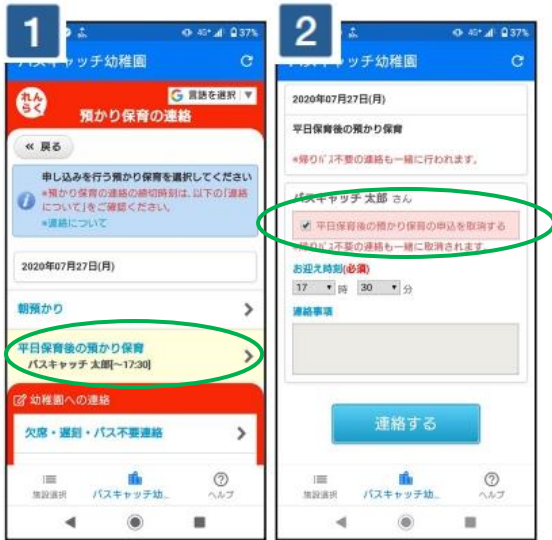 1
4G+ 37%
バスキャッチ幼稚園
れんらく
G 言語を選択 ▼
預かり保育の連絡
« 戻る
申し込みを行う預かり保育を選択してください
*預かり保育の連絡の締切時刻は、以下の「連絡について」をご確認ください。
*連絡について
2020年07月27日(月)
朝預かり
平日保育後の預かり保育
バスキャッチ 太郎[~17:30]
幼稚園への連絡
欠席・遅刻・バス不要連絡
施設選択
バスキャッチ幼...
ヘルプ
2
4G+ 37%
バスキャッチ幼稚園
2020年07月27日(月)
平日保育後の預かり保育
*帰りバス不要の連絡も一緒に行われます。
バスキャッチ 太郎 さん
平日保育後の預かり保育の申込を取消する
*帰りバス不要の連絡も一緒に取消されます。
お迎え時刻(必須)
17 時 30 分
連絡事項
連絡する
施設選択
バスキャッチ幼...
ヘルプ